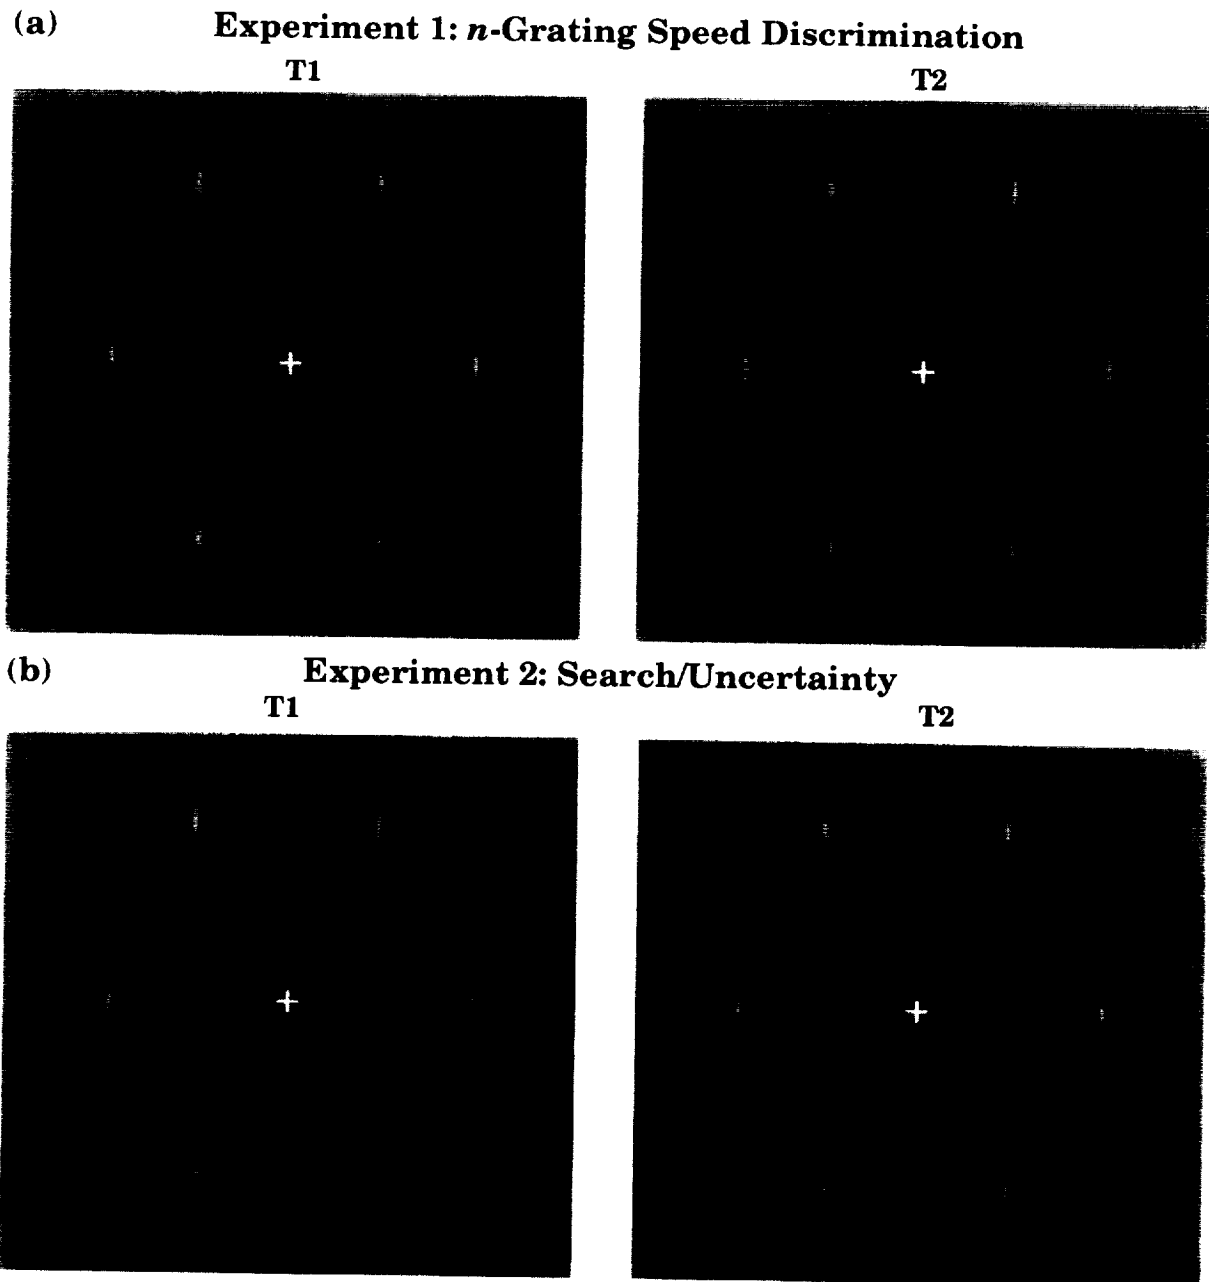 (a) Experiment 1: n-Grating Speed Discrimination
T1 T2
(b) Experiment 2: Search/Uncertainty
T1 T2